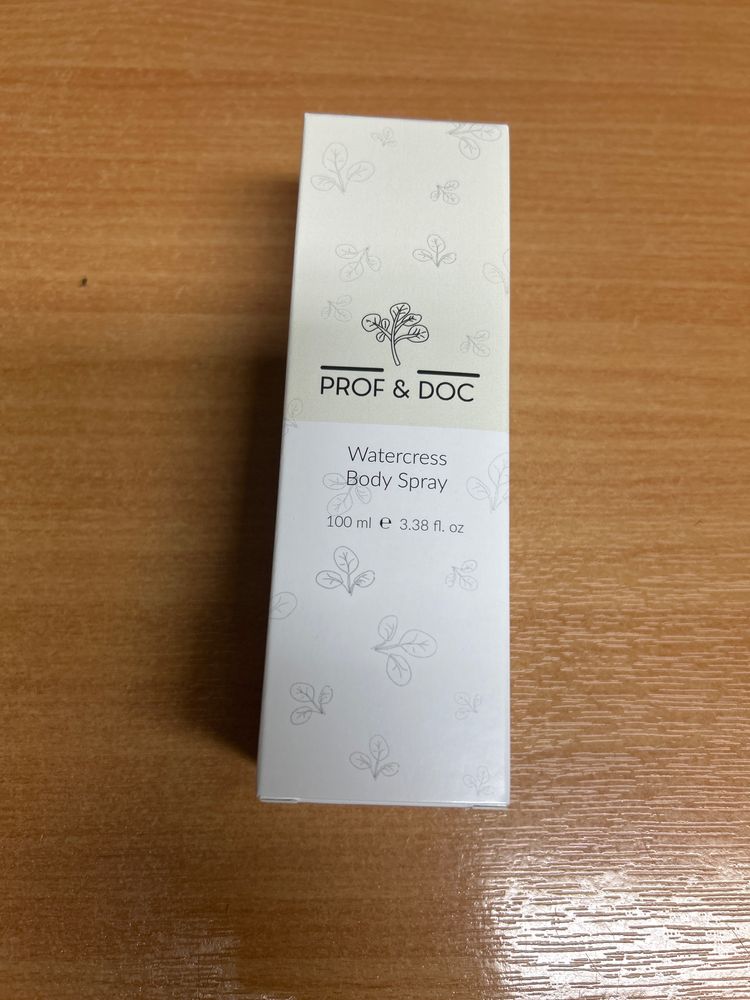 PROF & DOC
Watercress
Body Spray
100 ml ℮ 3.38 fl. oz